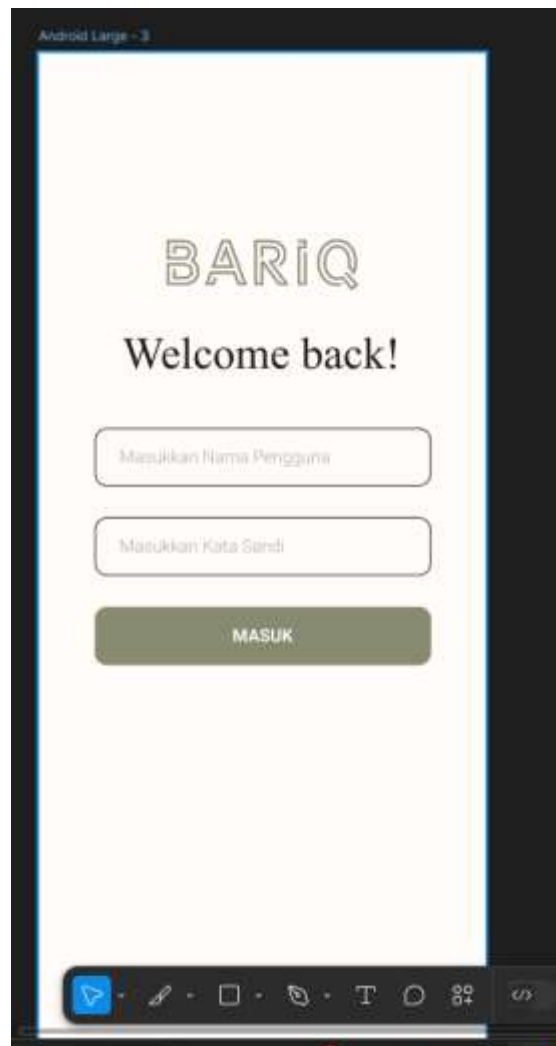 Android Large - 3
BARiQ
Welcome back!
Masukkan Nama Pengguna
Masukkan Kata Sandi
MASUK